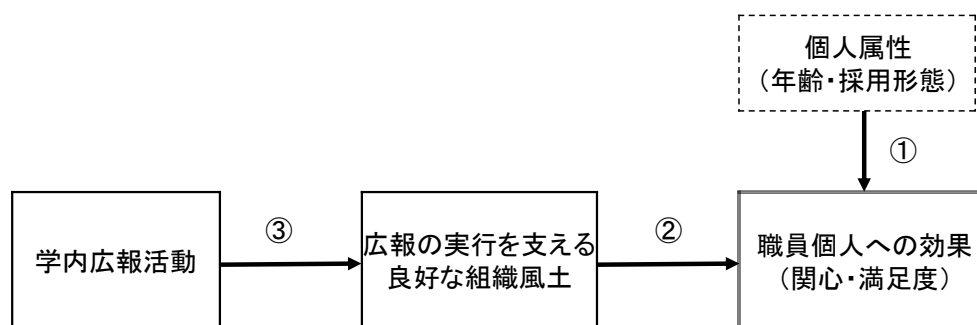 個人属性
（年齢・採用形態）
①
③
②
学内広報活動
広報の実行を支える
良好な組織風土
職員個人への効果
（関心・満足度）